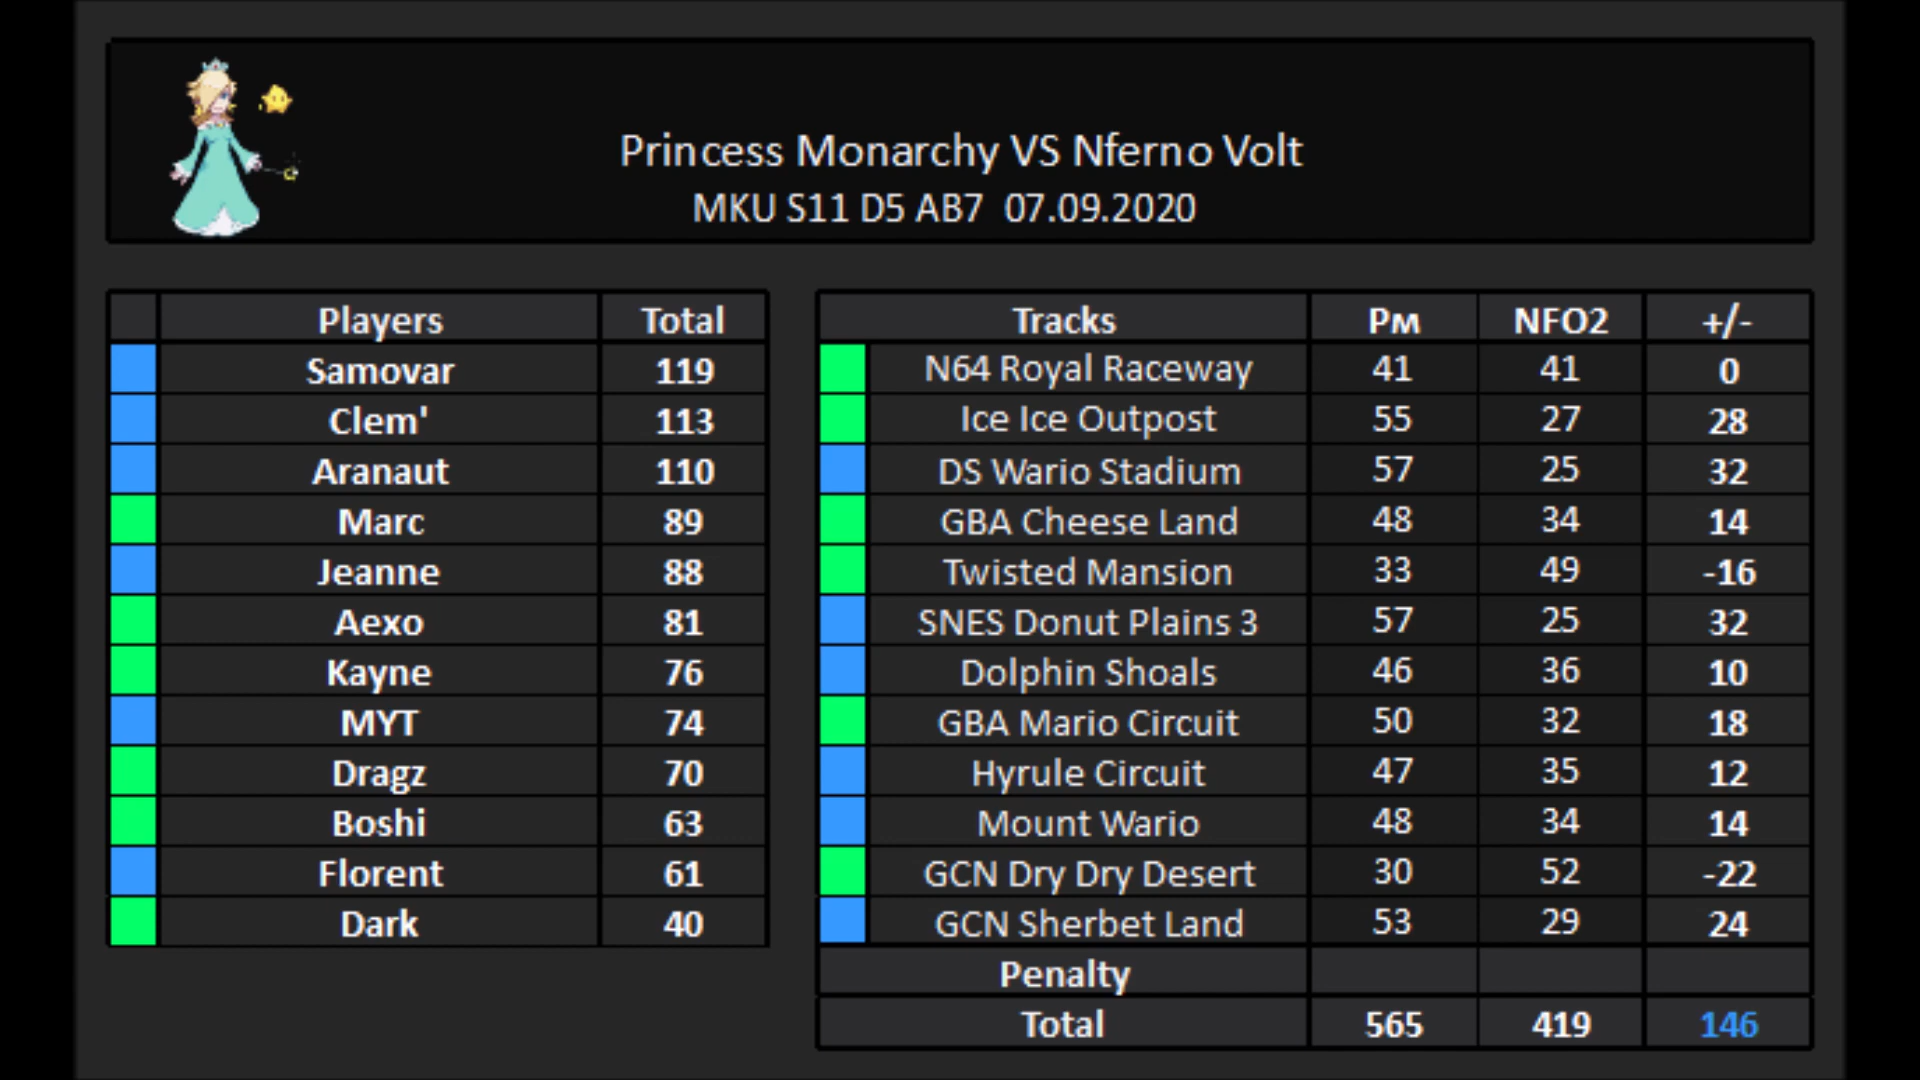 Princess Monarchy VS Nferno Volt
MKU S11 D5 AB7 07.09.2020
Players Total
Samovar 119
Clem' 113
Aranaut 110
Marc 89
Jeanne 88
Aexo 81
Kayne 76
MYT 74
Dragz 70
Boshi 63
Florent 61
Dark 40
Tracks Pм NFO2 +/-
N64 Royal Raceway 41 41 0
Ice Ice Outpost 55 27 28
DS Wario Stadium 57 25 32
GBA Cheese Land 48 34 14
Twisted Mansion 33 49 -16
SNES Donut Plains 3 57 25 32
Dolphin Shoals 46 36 10
GBA Mario Circuit 50 32 18
Hyrule Circuit 47 35 12
Mount Wario 48 34 14
GCN Dry Dry Desert 30 52 -22
GCN Sherbet Land 53 29 24
Penalty
Total 565 419 146